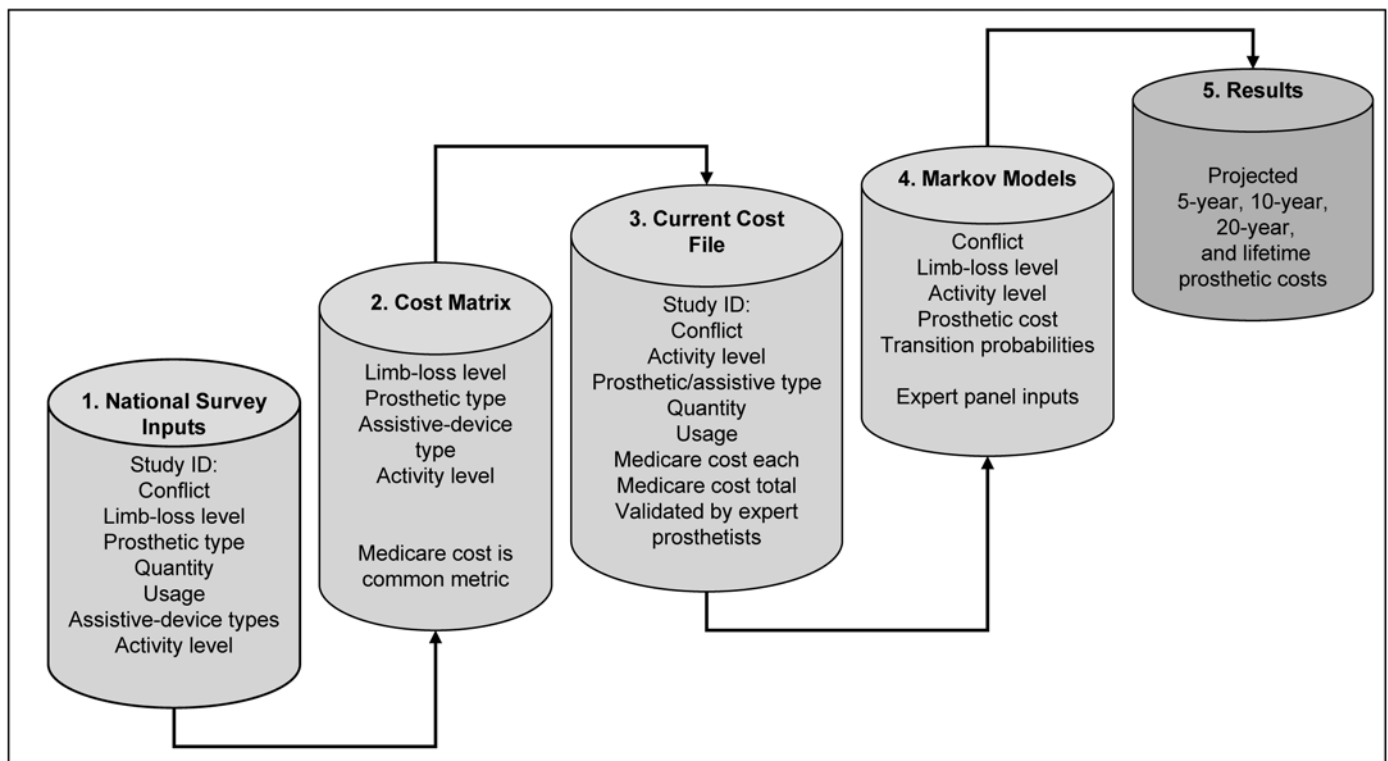 1. National Survey
Inputs
Study ID:
Conflict
Limb-loss level
Prosthetic type
Quantity
Usage
Assistive-device types
Activity level
2. Cost Matrix
Limb-loss level
Prosthetic type
Assistive-device
type
Activity level
Medicare cost is
common metric
3. Current Cost
File
Study ID:
Conflict
Activity level
Prosthetic/assistive type
Quantity
Usage
Medicare cost each
Medicare cost total
Validated by expert
prosthetists
4. Markov Models
Conflict
Limb-loss level
Activity level
Prosthetic cost
Transition probabilities
Expert panel inputs
5. Results
Projected
5-year, 10-year,
20-year,
and lifetime
prosthetic costs